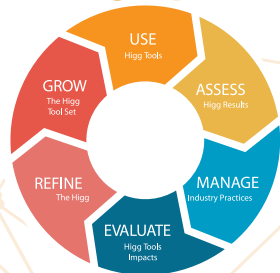 USE
Higg Tools
ASSESS
Higg Results
MANAGE
Industry Practices
EVALUATE
Higg Tools
Impacts
REFINE
The Higg
GROW
The Higg
Tool Set